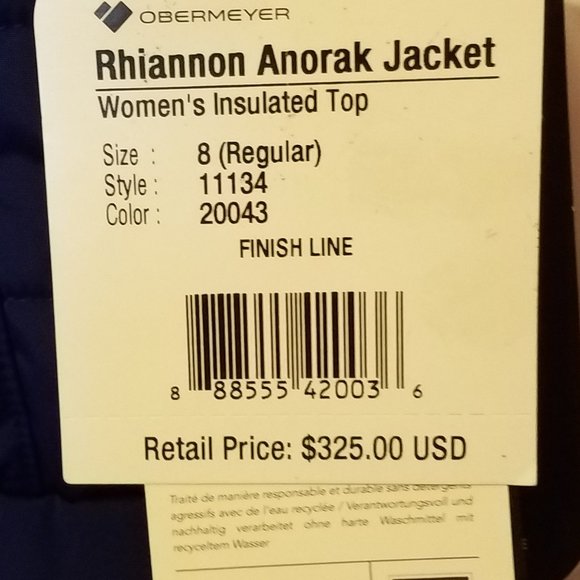 OBERMEYER
Rhiannon Anorak Jacket
Women's Insulated Top
Size : 8 (Regular)
Style : 11134
Color : 20043
FINISH LINE
8 88555 42003 6
Retail Price: $325.00 USD
Traité de manière responsable et durable sans détergents
agressifs avec de l'eau recyclée / Verantwortungsvoll und
nachhaltig verarbeitet ohne harte Waschmittel mit
recyceltem Wasser